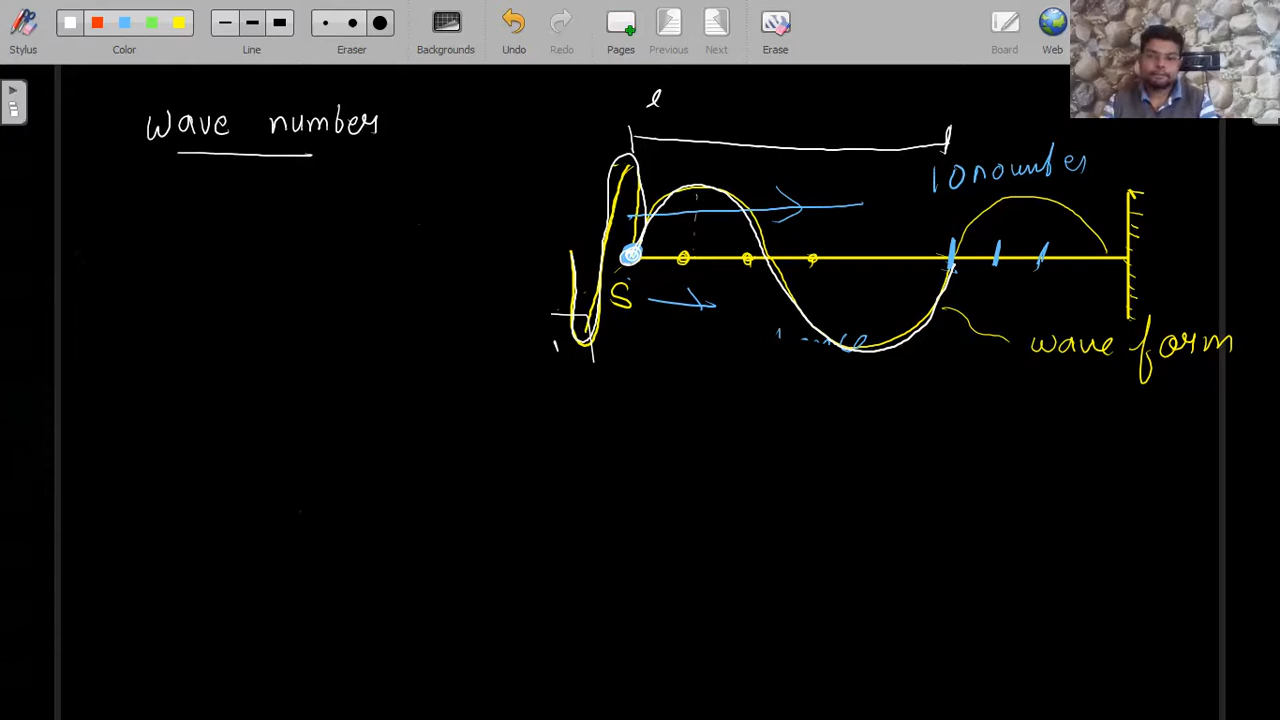 Stylus
Color
Line
Eraser
Backgrounds
Undo
Redo
Pages
Previous
Next
Erase
Board
Web
wave number
l
10 number
S
wave form